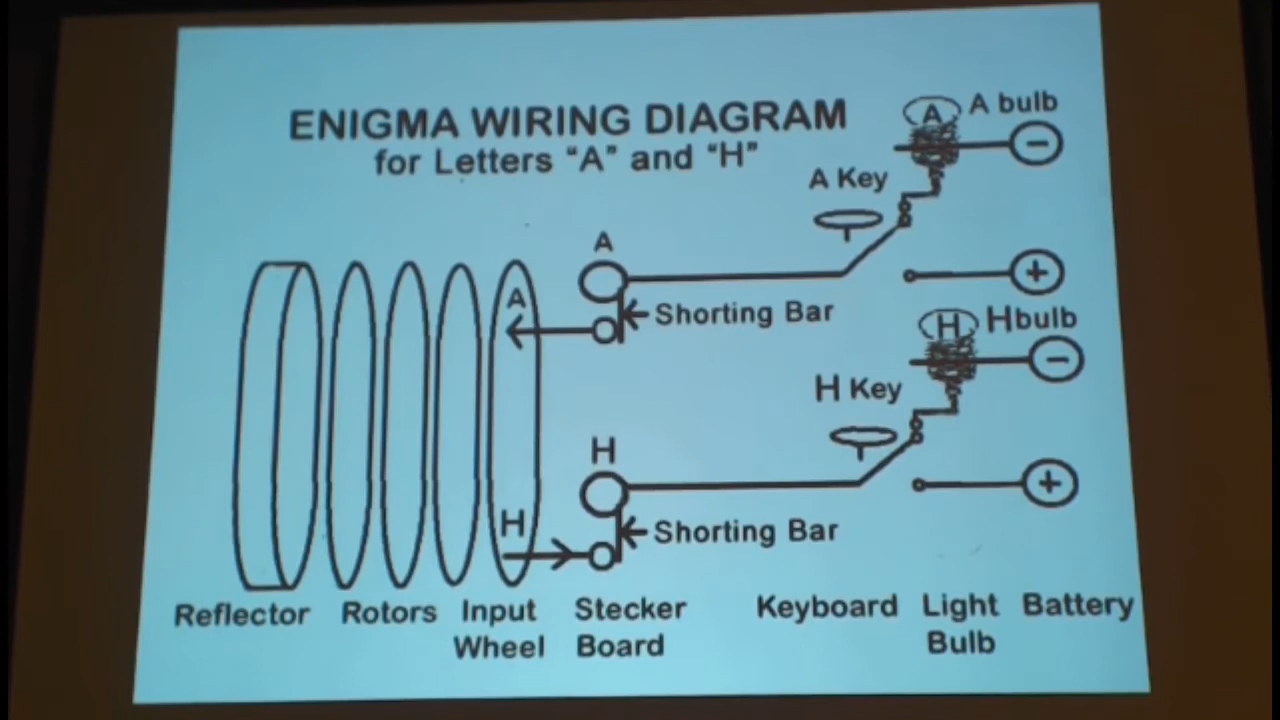 ENIGMA WIRING DIAGRAM
for Letters “A” and “H”
A
A bulb
−
A Key
A
+
A
Shorting Bar
H
Hbulb
−
H Key
H
+
H
Shorting Bar
Reflector Rotors Input Wheel Stecker Board Keyboard Light Bulb Battery